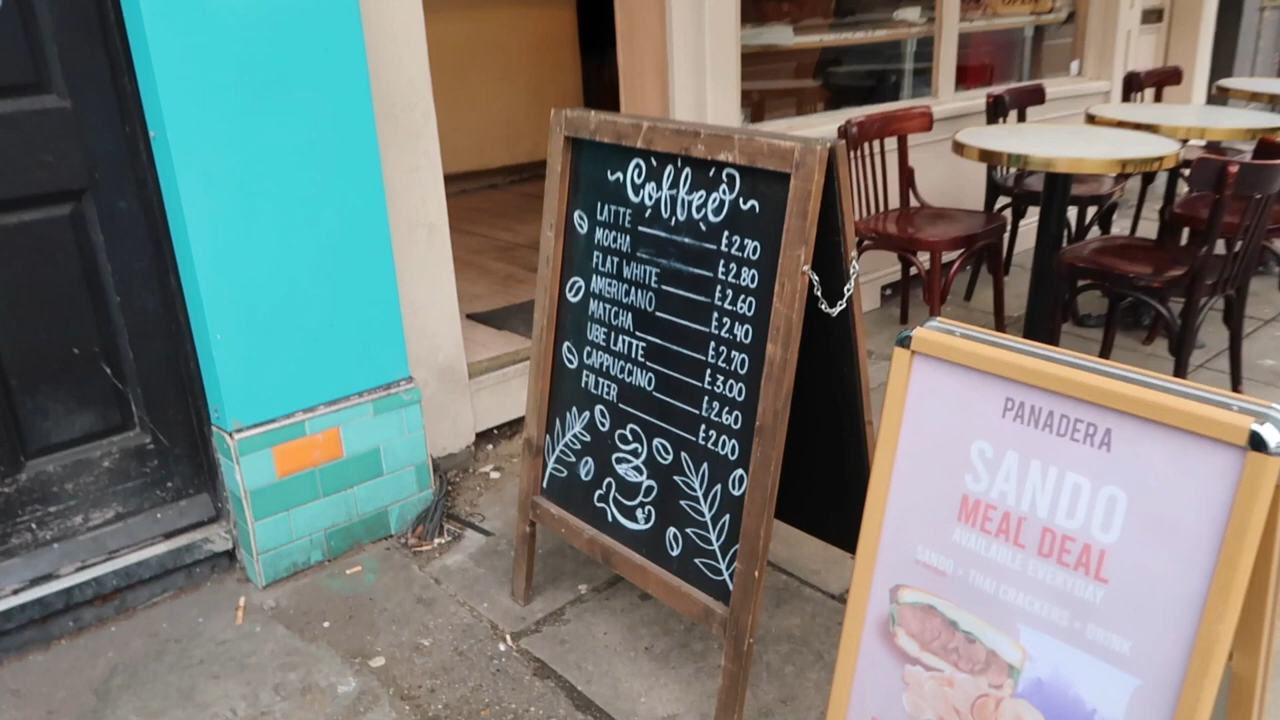 OPEN
Coffee
LATTE £2.70
MOCHA £2.80
FLAT WHITE £2.60
AMERICANO £2.40
MATCHA £2.70
UBE LATTE £3.00
CAPPUCCINO £2.60
FILTER £2.00
PANADERA
SANDO
MEAL DEAL
AVAILABLE EVERYDAY
SANDO + THAI CRACKERS + DRINK